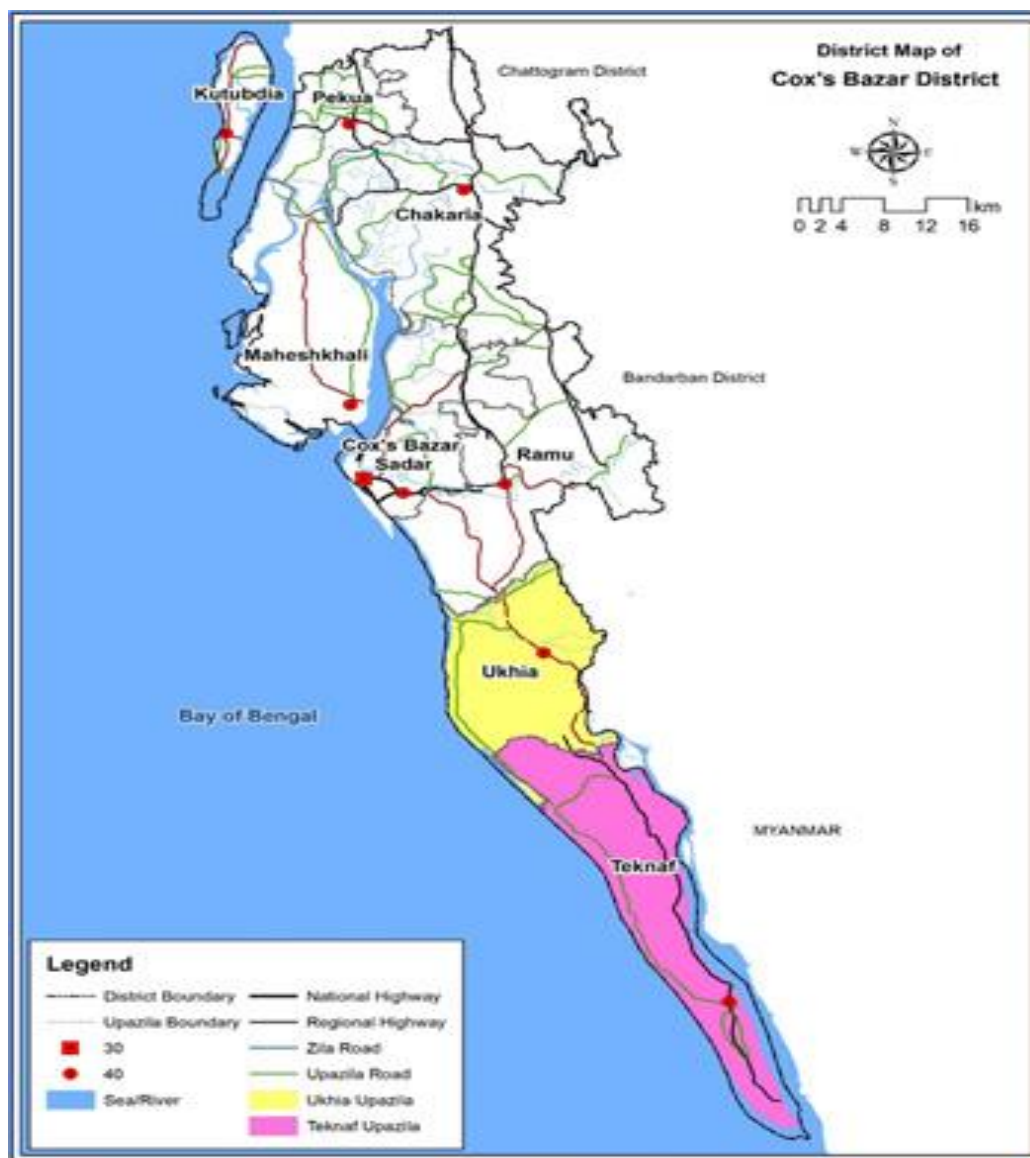 District Map of
Cox's Bazar District
N
W E
S
km
0 2 4 8 12 16
Chattogram District
Kutubdia
Pekua
Chakaria
Maheshkhali
Bandarban District
Cox's Bazar
Sadar
Ramu
Ukhia
Bay of Bengal
MYANMAR
Teknaf
Legend
District Boundary
Upazila Boundary
30
40
Sea/River
National Highway
Regional Highway
Zila Road
Upazila Road
Ukhia Upazila
Teknaf Upazila